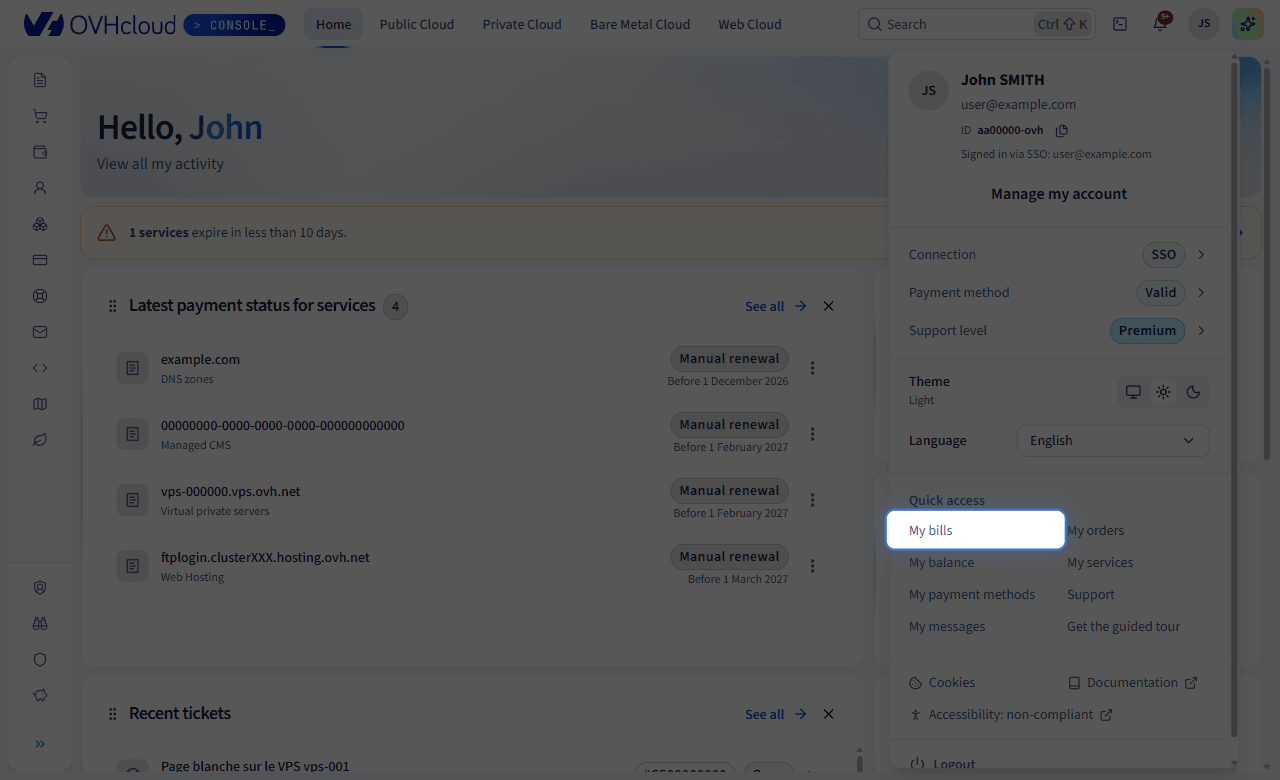 OVHcloud
> CONSOLE_
Home
Public Cloud
Private Cloud
Bare Metal Cloud
Web Cloud
Search
Ctrl ⇧ K
9+
JS
Hello, John
View all my activity
1 services expire in less than 10 days.
Latest payment status for services
4
See all
example.com
DNS zones
Manual renewal
Before 1 December 2026
00000000-0000-0000-0000-000000000000
Managed CMS
Manual renewal
Before 1 February 2027
vps-000000.vps.ovh.net
Virtual private servers
Manual renewal
Before 1 February 2027
ftplogin.clusterXXX.hosting.ovh.net
Web Hosting
Manual renewal
Before 1 March 2027
Recent tickets
See all
Page blanche sur le VPS vps-001
JS
John SMITH
user@example.com
ID aa00000-ovh
Signed in via SSO: user@example.com
Manage my account
Connection
SSO
Payment method
Valid
Support level
Premium
Theme
Light
Language
English
Quick access
My bills
My orders
My balance
My services
My payment methods
Support
My messages
Get the guided tour
Cookies
Documentation
Accessibility: non-compliant
Logout